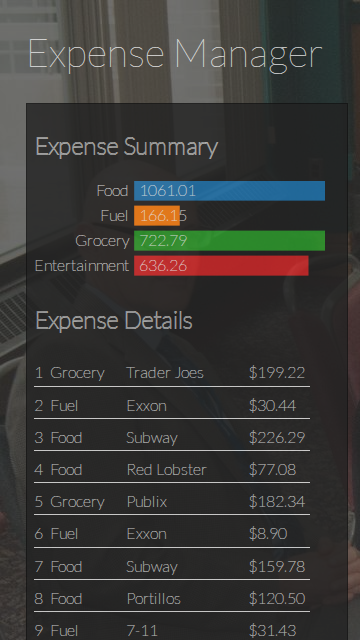 Expense Manager
Expense Summary
Food 1061.01
Fuel 166.15
Grocery 722.79
Entertainment 636.26
Expense Details
1 Grocery Trader Joes $199.22
2 Fuel Exxon $30.44
3 Food Subway $226.29
4 Food Red Lobster $77.08
5 Grocery Publix $182.34
6 Fuel Exxon $8.90
7 Food Subway $159.78
8 Food Portillos $120.50
9 Fuel 7-11 $31.43